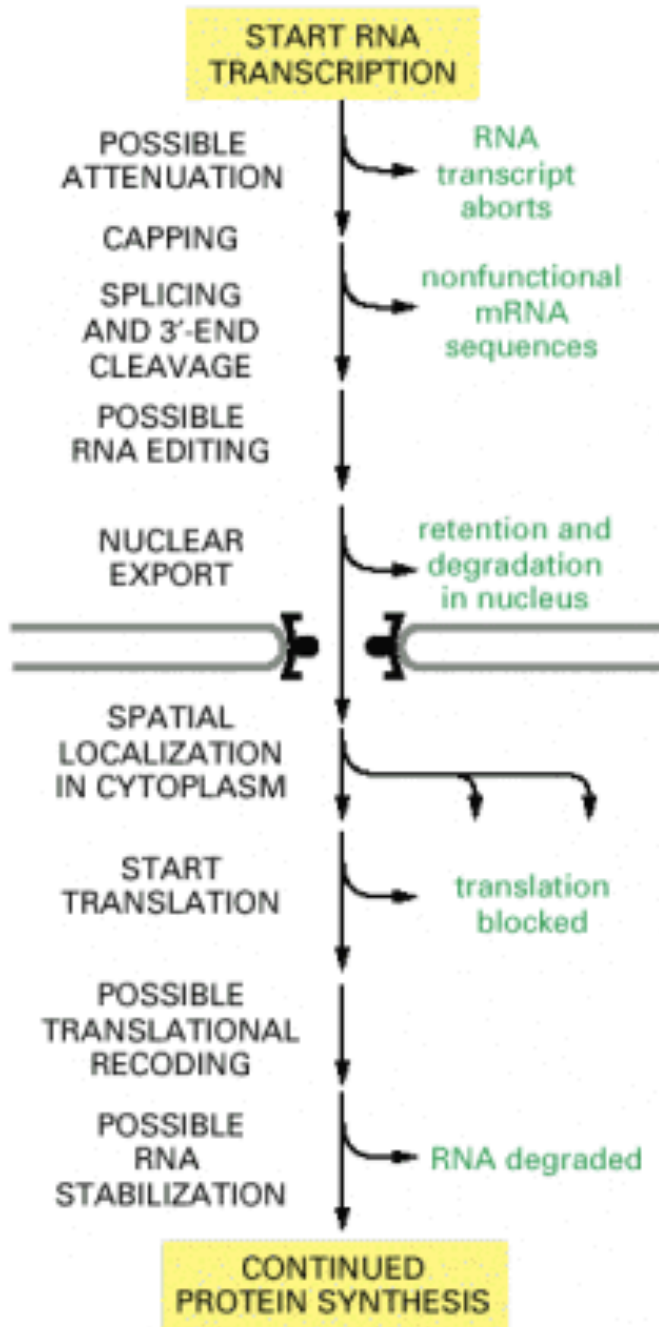 START RNA
TRANSCRIPTION
POSSIBLE
ATTENUATION
RNA
transcript
aborts
CAPPING
SPLICING
AND 3'-END
CLEAVAGE
nonfunctional
mRNA
sequences
POSSIBLE
RNA EDITING
NUCLEAR
EXPORT
retention and
degradation
in nucleus
SPATIAL
LOCALIZATION
IN CYTOPLASM
START
TRANSLATION
translation
blocked
POSSIBLE
TRANSLATIONAL
RECODING
POSSIBLE
RNA
STABILIZATION
RNA degraded
CONTINUED
PROTEIN SYNTHESIS